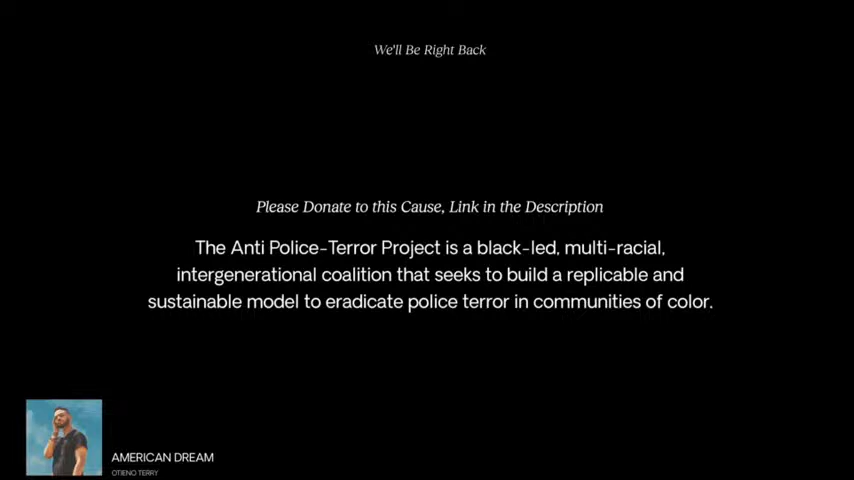 We'll Be Right Back
Please Donate to this Cause, Link in the Description
The Anti Police-Terror Project is a black-led, multi-racial,
intergenerational coalition that seeks to build a replicable and
sustainable model to eradicate police terror in communities of color.
AMERICAN DREAM
OTIENO TERRY